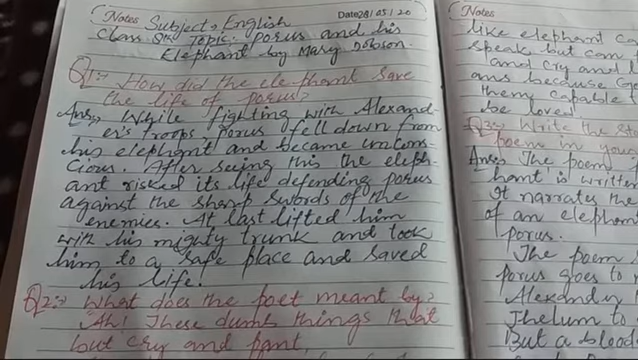 Notes Subject→ English Date 28/05/20
Class 8th Topic: Porus and his
Elephant by Mary Dobson.
Q1→ How did the elephant save
the life of porus?
Ans→ While fighting with Alexand-
er's troops porus fell down from
his elephant and became uncons-
cious. After seeing this the eleph-
ant risked its life defending porus
against the sharp swords of the
enemies. At last lifted him
with his mighty trunk and took
him to a safe place and saved
his life.
Q2→ What does the poet meant by?
"Ah! These dumb things that
but cry and pant.
Notes
like elephant ca
speak but can
and cry and
ans because
them capable
be loved
Write the
poem in you
Ans→ The poem
hant is writte
It narrates the
of an elephan
porus.
The poem
porus goes to
Alexand
Jhelum to
But a blood